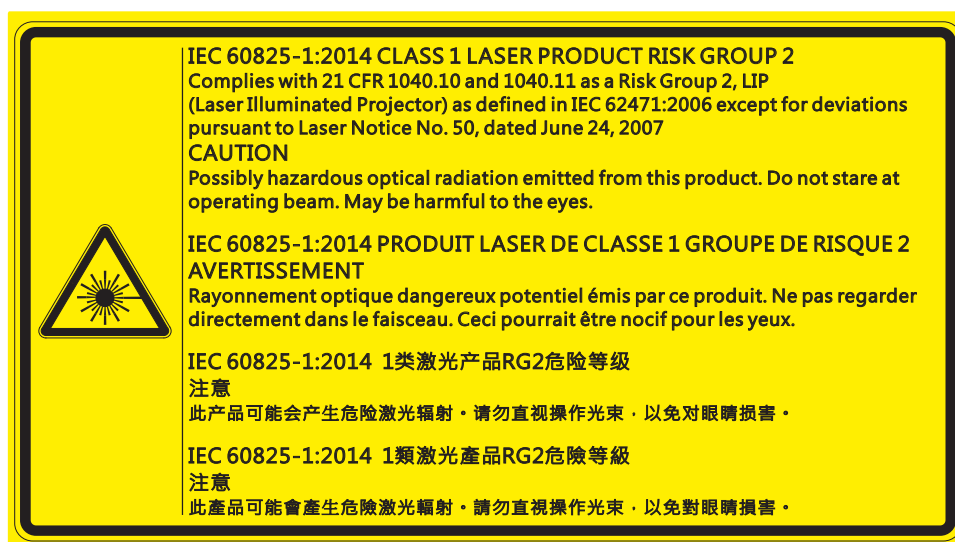 IEC 60825-1:2014 CLASS 1 LASER PRODUCT RISK GROUP 2
Complies with 21 CFR 1040.10 and 1040.11 as a Risk Group 2, LIP
(Laser Illuminated Projector) as defined in IEC 62471:2006 except for deviations
pursuant to Laser Notice No. 50, dated June 24, 2007
CAUTION
Possibly hazardous optical radiation emitted from this product. Do not stare at
operating beam. May be harmful to the eyes.
IEC 60825-1:2014 PRODUIT LASER DE CLASSE 1 GROUPE DE RISQUE 2
AVERTISSEMENT
Rayonnement optique dangereux potentiel émis par ce produit. Ne pas regarder
directement dans le faisceau. Ceci pourrait être nocif pour les yeux.
IEC 60825-1:2014 1类激光产品RG2危险等级
注意
此产品可能会产生危险激光辐射。请勿直视操作光束，以免对眼睛损害。
IEC 60825-1:2014 1類激光產品RG2危險等級
注意
此產品可能會產生危險激光輻射。請勿直視操作光束，以免對眼睛損害。